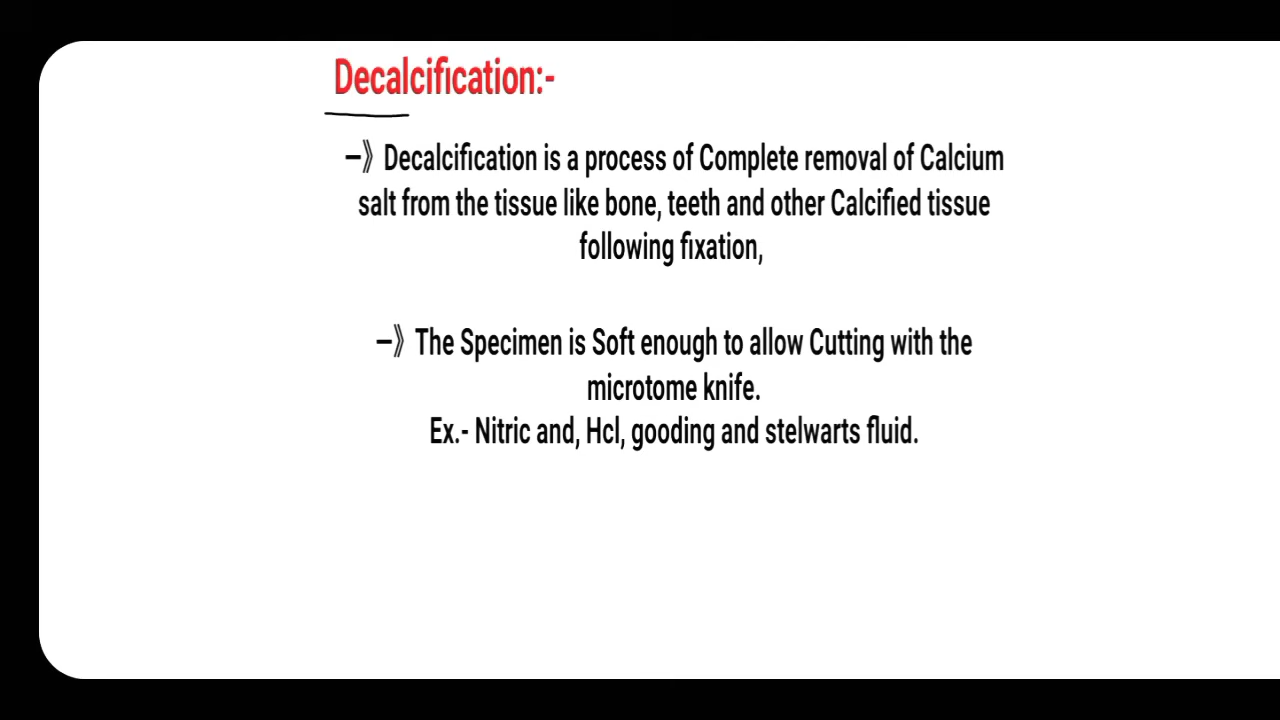 Decalcification:-
—》Decalcification is a process of Complete removal of Calcium
salt from the tissue like bone, teeth and other Calcified tissue
following fixation,
—》The Specimen is Soft enough to allow Cutting with the
microtome knife.
Ex.- Nitric and, Hcl, gooding and stelwarts fluid.